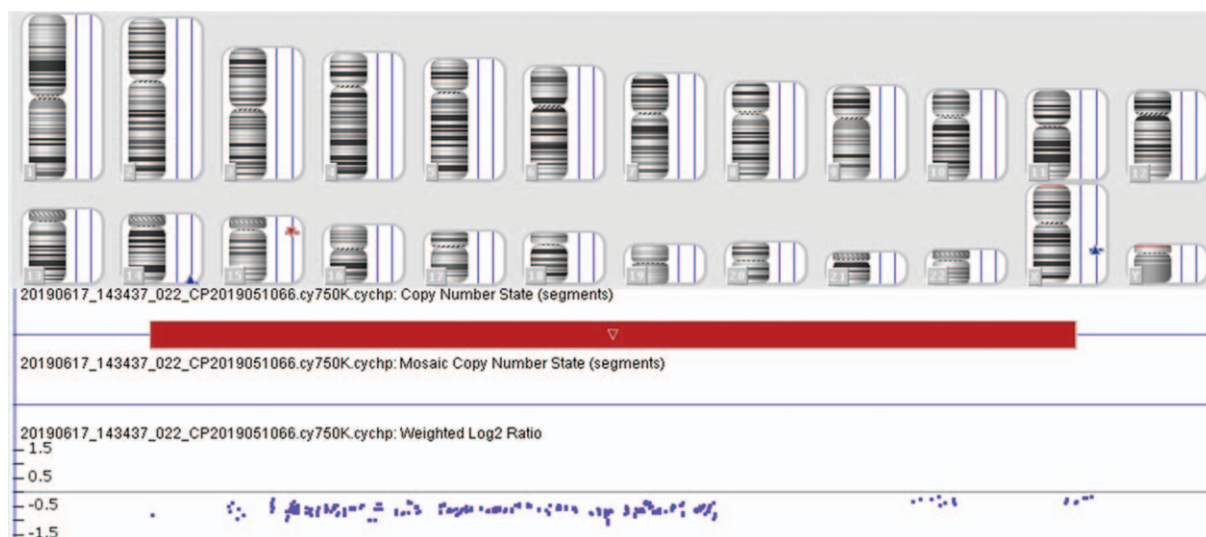 1 2 3 4 5 6 7 8 9 10 11 12
13 14 15 16 17 18 19 20 21 22 X Y
20190617_143437_022_CP2019051066.cy750K.cychp: Copy Number State (segments)
20190617_143437_022_CP2019051066.cy750K.cychp: Mosaic Copy Number State (segments)
20190617_143437_022_CP2019051066.cy750K.cychp: Weighted Log2 Ratio
1.5
0.5
-0.5
-1.5